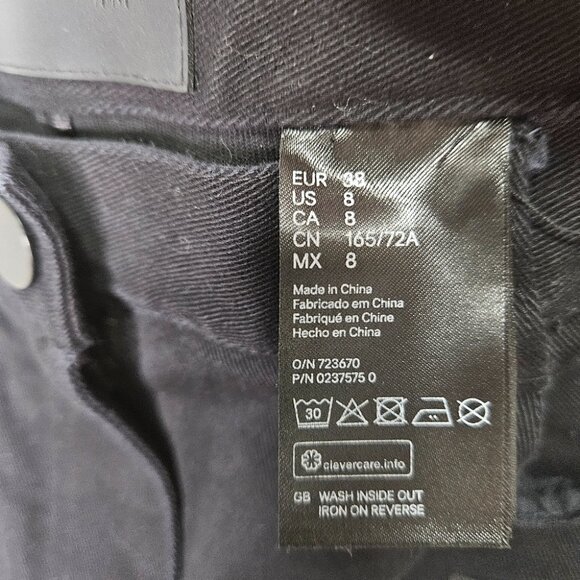 EUR 38
US 8
CA 8
CN 165/72A
MX 8
Made in China
Fabricado em China
Fabriqué en Chine
Hecho en China
O/N 723670
P/N 0237575 0
30
clevercare.info
GB WASH INSIDE OUT
IRON ON REVERSE